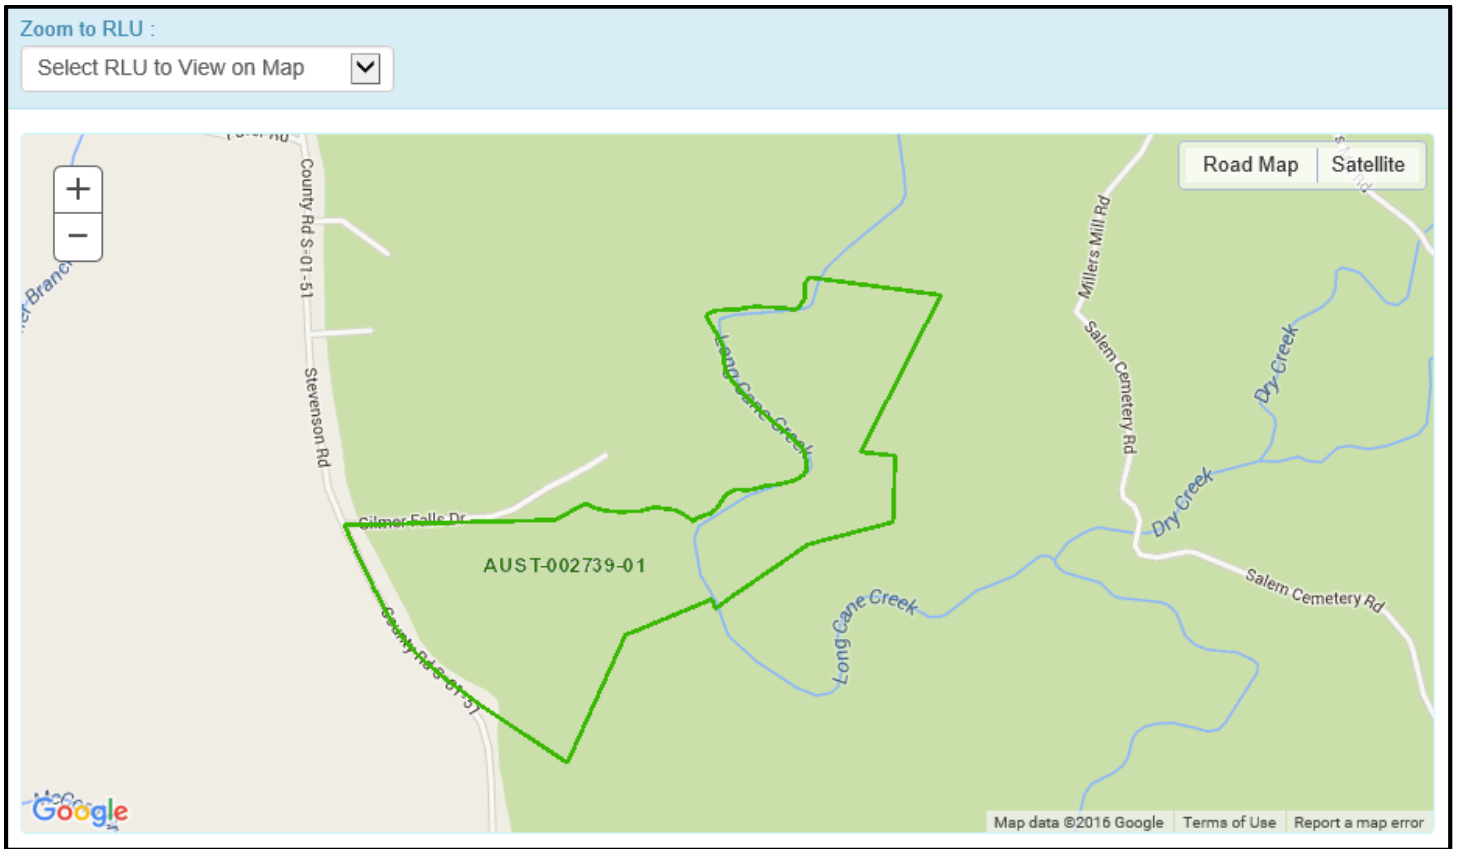 Zoom to RLU :
Select RLU to View on Map
Road Map
Satellite
+
−
County Rd S-01-51
Millers Mill Rd
Long Cane Creek
Salem Cemetery Rd
Dry Creek
Stevenson Rd
Dry Creek
Gilmer Falls Dr
AUST-002739-01
Salem Cemetery Rd
Long Cane Creek
County Rd S-01-51
Google
Map data ©2016 Google
Terms of Use
Report a map error